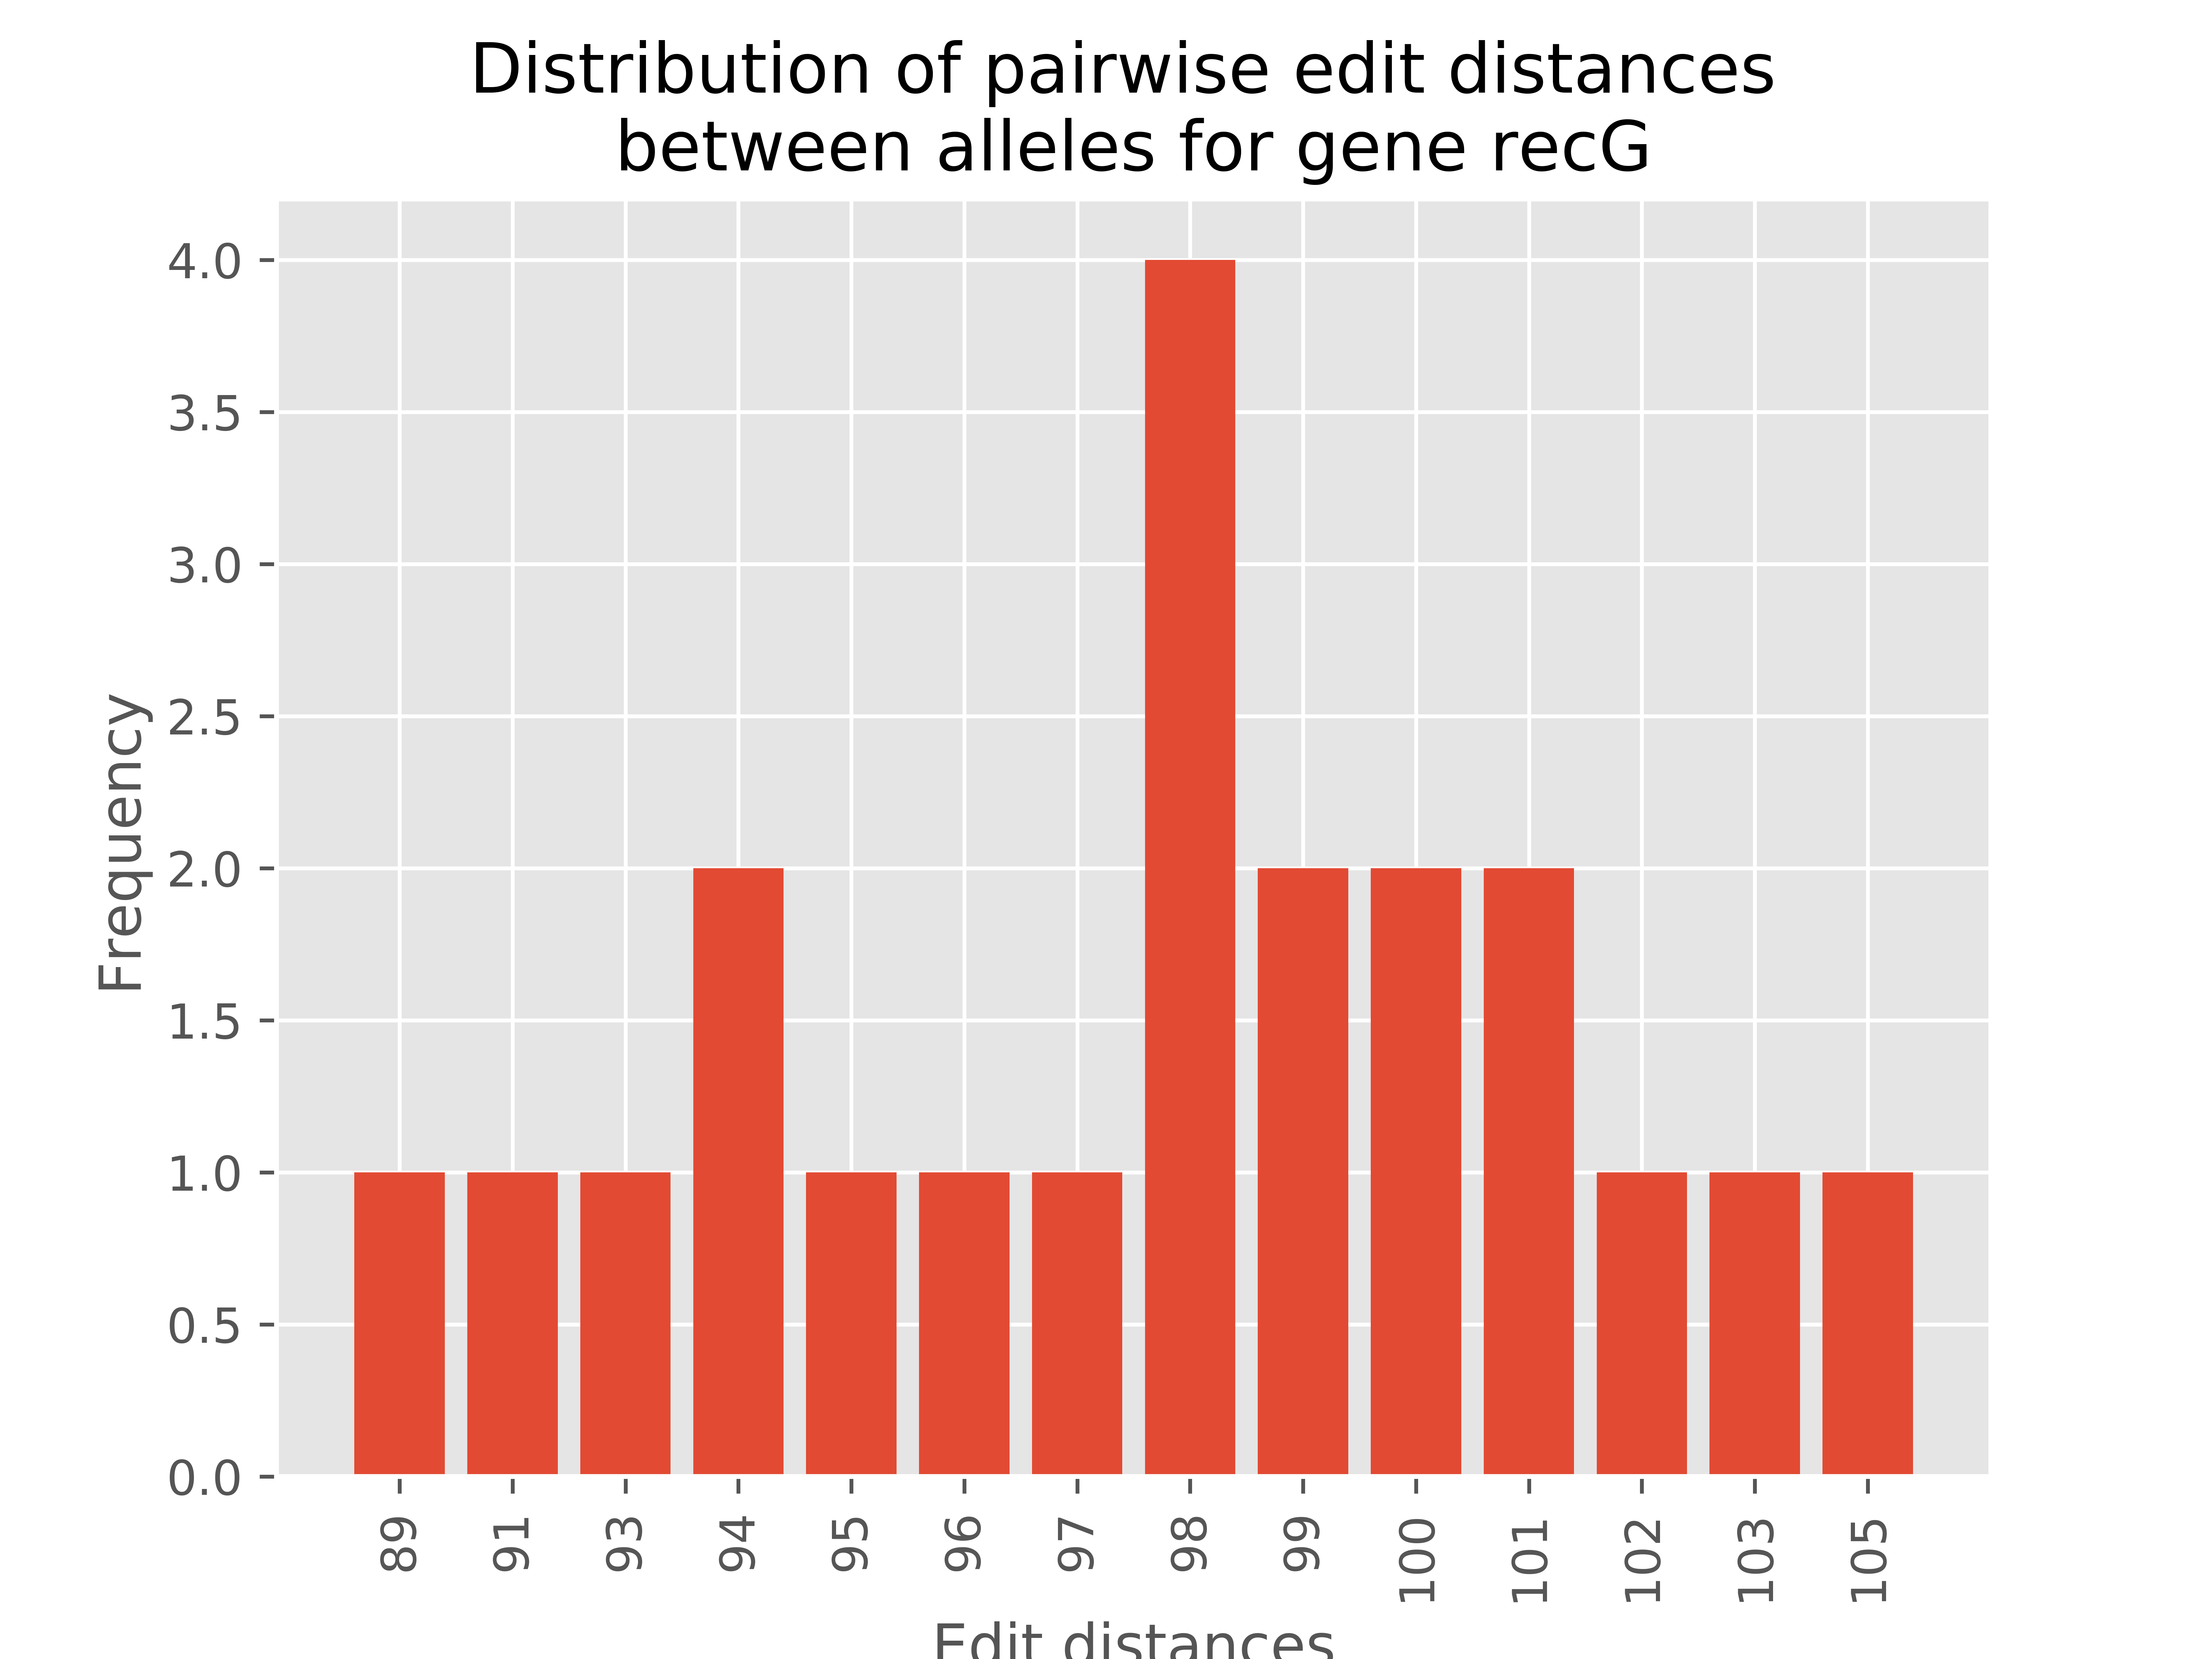 Distribution of pairwise edit distances
between alleles for gene recG
4.0
3.5
3.0
2.5
2.0
1.5
1.0
0.5
0.0
Frequency
89 91 93 94 95 96 97 98 99 100 101 102 103 105
Edit distances